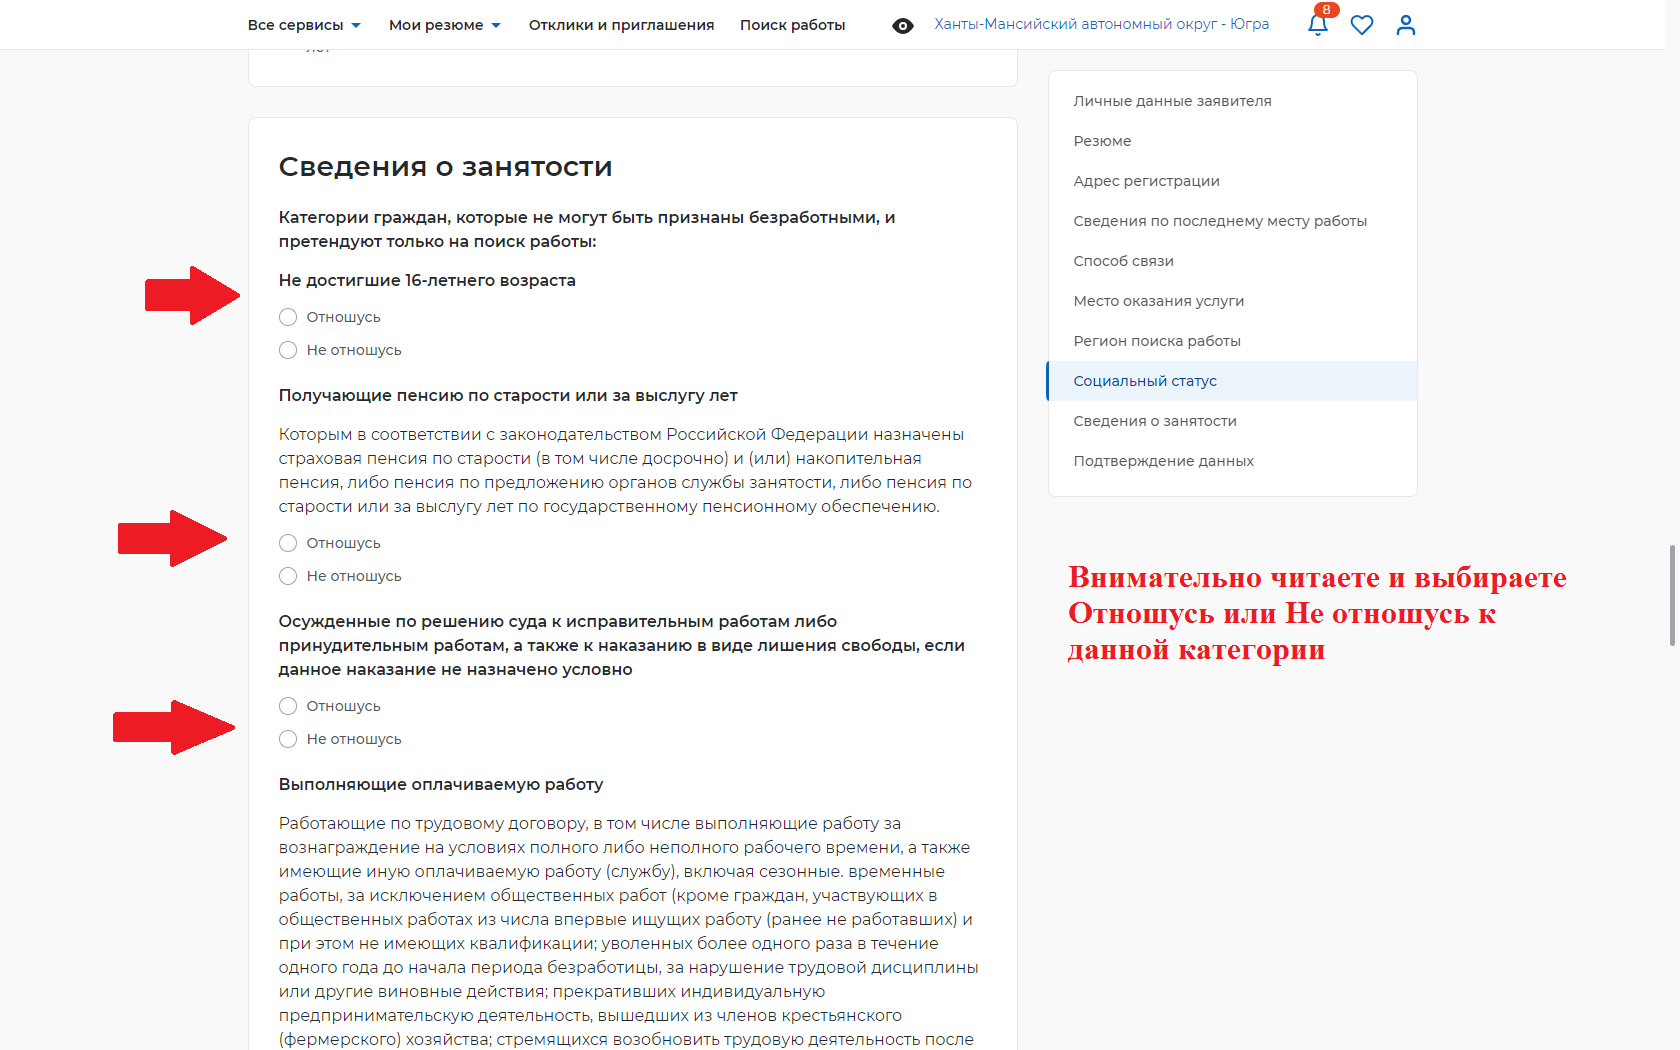 Все сервисы Мои резюме Отклики и приглашения Поиск работы Ханты-Мансийский автономный округ - Югра 8
лет
Сведения о занятости
Категории граждан, которые не могут быть признаны безработными, и
претендуют только на поиск работы:
Не достигшие 16-летнего возраста
Отношусь
Не отношусь
Получающие пенсию по старости или за выслугу лет
Которым в соответствии с законодательством Российской Федерации назначены
страховая пенсия по старости (в том числе досрочно) и (или) накопительная
пенсия, либо пенсия по предложению органов службы занятости, либо пенсия по
старости или за выслугу лет по государственному пенсионному обеспечению.
Отношусь
Не отношусь
Осужденные по решению суда к исправительным работам либо
принудительным работам, а также к наказанию в виде лишения свободы, если
данное наказание не назначено условно
Отношусь
Не отношусь
Выполняющие оплачиваемую работу
Работающие по трудовому договору, в том числе выполняющие работу за
вознаграждение на условиях полного либо неполного рабочего времени, а также
имеющие иную оплачиваемую работу (службу), включая сезонные. временные
работы, за исключением общественных работ (кроме граждан, участвующих в
общественных работах из числа впервые ищущих работу (ранее не работавших) и
при этом не имеющих квалификации; уволенных более одного раза в течение
одного года до начала периода безработицы, за нарушение трудовой дисциплины
или другие виновные действия; прекративших индивидуальную
предпринимательскую деятельность, вышедших из членов крестьянского
(фермерского) хозяйства; стремящихся возобновить трудовую деятельность после
Личные данные заявителя
Резюме
Адрес регистрации
Сведения по последнему месту работы
Способ связи
Место оказания услуги
Регион поиска работы
Социальный статус
Сведения о занятости
Подтверждение данных
Внимательно читаете и выбираете
Отношусь или Не отношусь к
данной категории